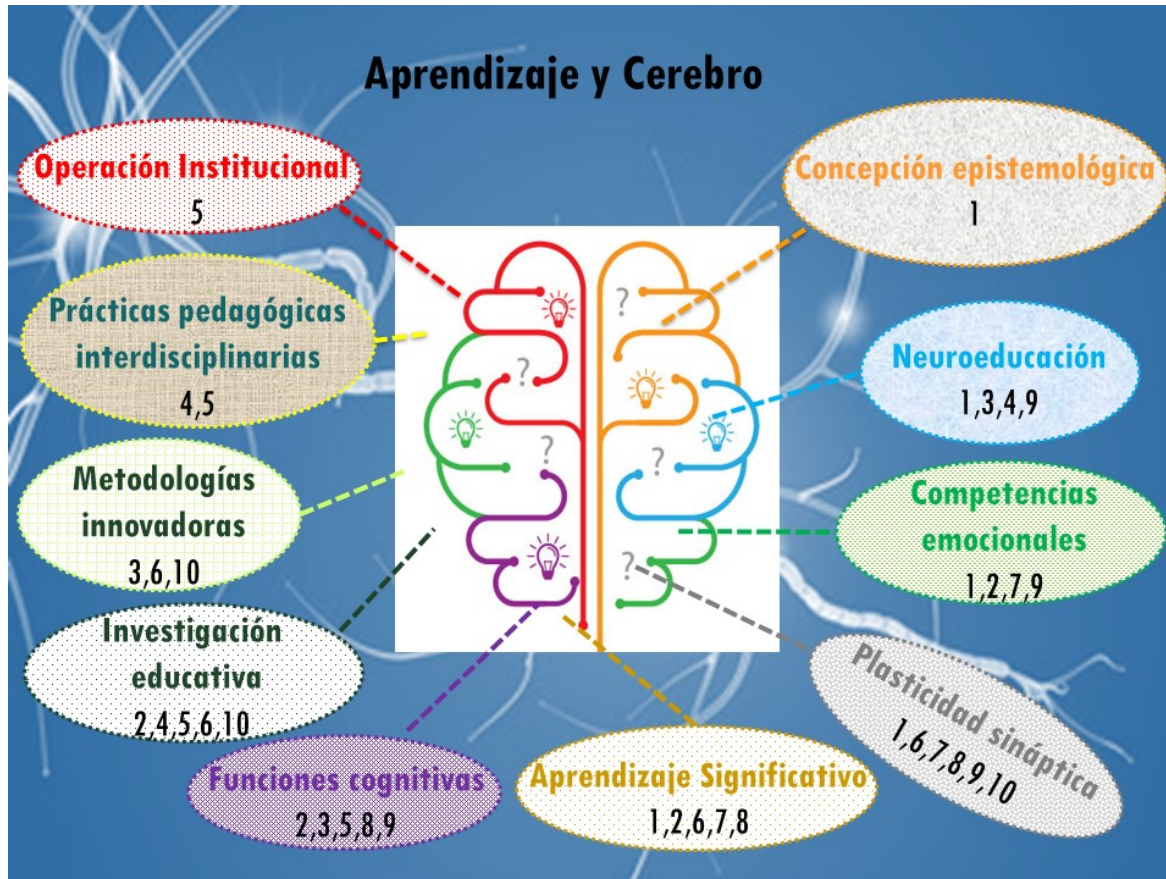 Aprendizaje y Cerebro
Operación Institucional
5
Concepción epistemológica
1
Prácticas pedagógicas
interdisciplinarias
4,5
Neuroeducación
1,3,4,9
Metodologías
innovadoras
3,6,10
Competencias
emocionales
1,2,7,9
Investigación
educativa
2,4,5,6,10
Plasticidad sináptica
1,6,7,8,9,10
Funciones cognitivas
2,3,5,8,9
Aprendizaje Significativo
1,2,6,7,8
?
?
?
?
?